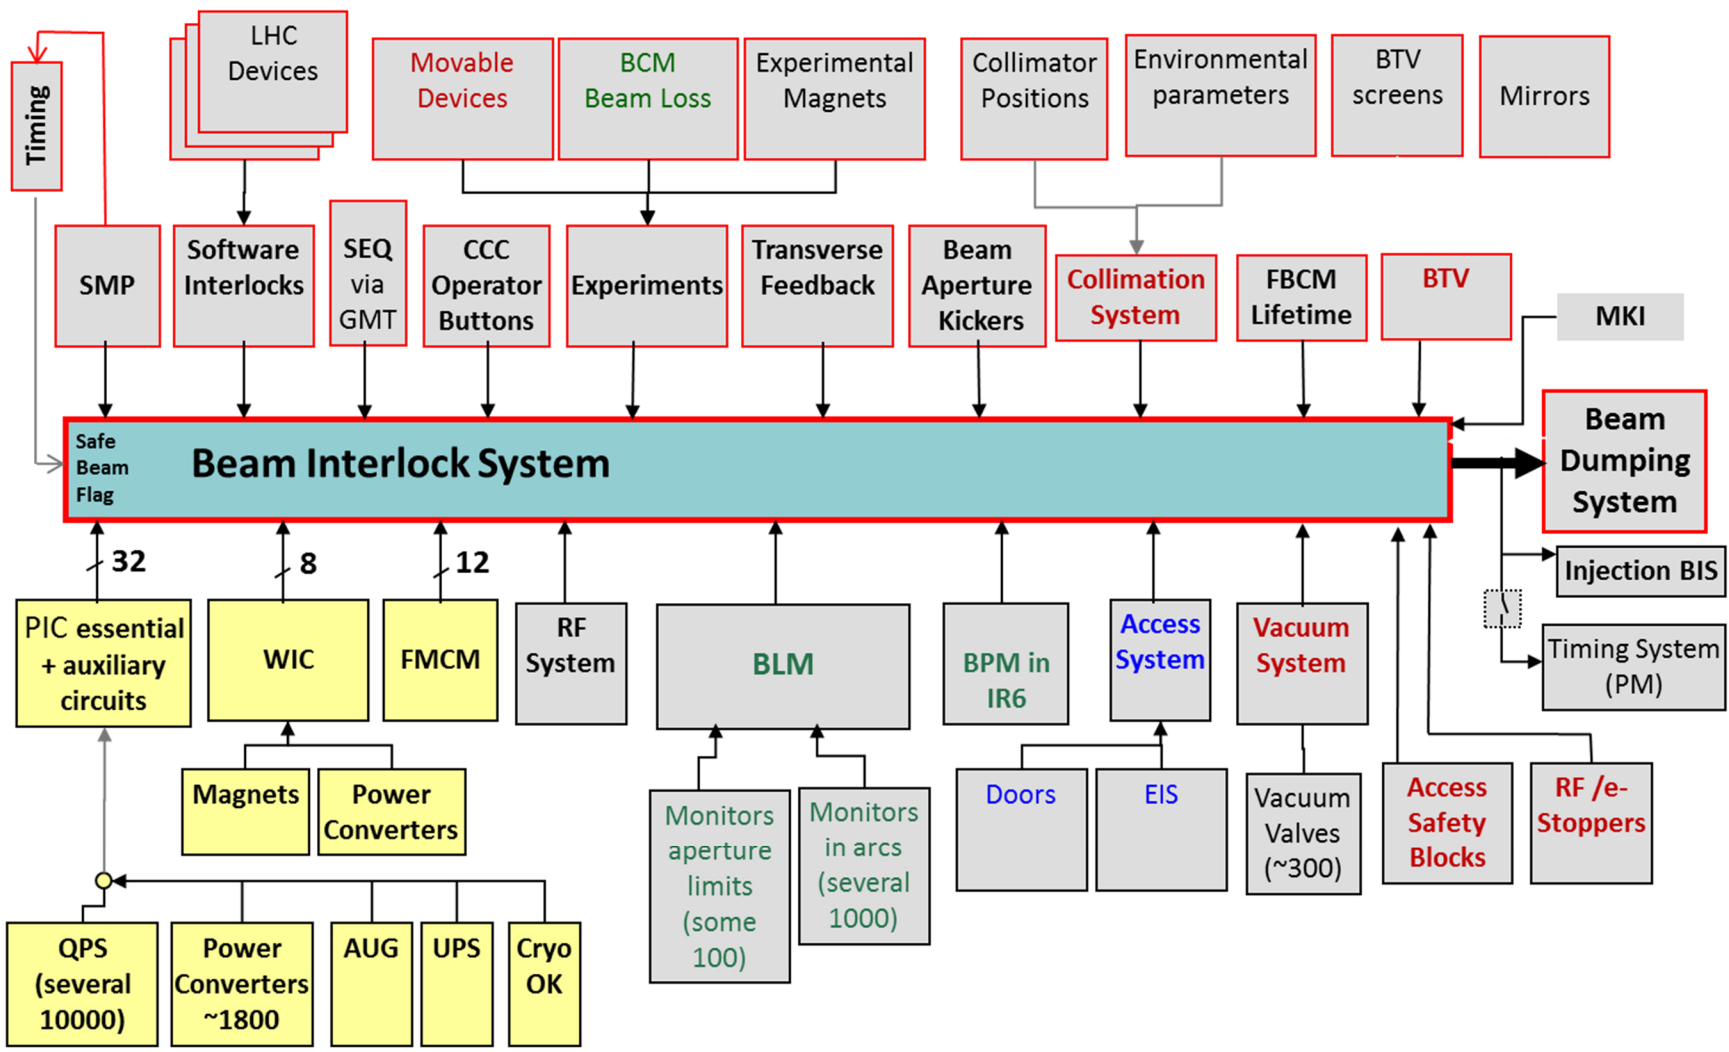 Timing
LHC
Devices
Movable
Devices
BCM
Beam Loss
Experimental
Magnets
Collimator
Positions
Environmental
parameters
BTV
screens
Mirrors
SMP
Software
Interlocks
SEQ
via
GMT
CCC
Operator
Buttons
Experiments
Transverse
Feedback
Beam
Aperture
Kickers
Collimation
System
FBCM
Lifetime
BTV
MKI
Safe
Beam
Flag
Beam Interlock System
Beam
Dumping
System
Injection BIS
Timing System
(PM)
32
8
12
PIC essential
+ auxiliary
circuits
WIC
FMCM
RF
System
BLM
BPM in
IR6
Access
System
Vacuum
System
Magnets
Power
Converters
Monitors
aperture
limits
(some
100)
Monitors
in arcs
(several
1000)
Doors
EIS
Vacuum
Valves
(~300)
Access
Safety
Blocks
RF /e-
Stoppers
QPS
(several
10000)
Power
Converters
~1800
AUG
UPS
Cryo
OK